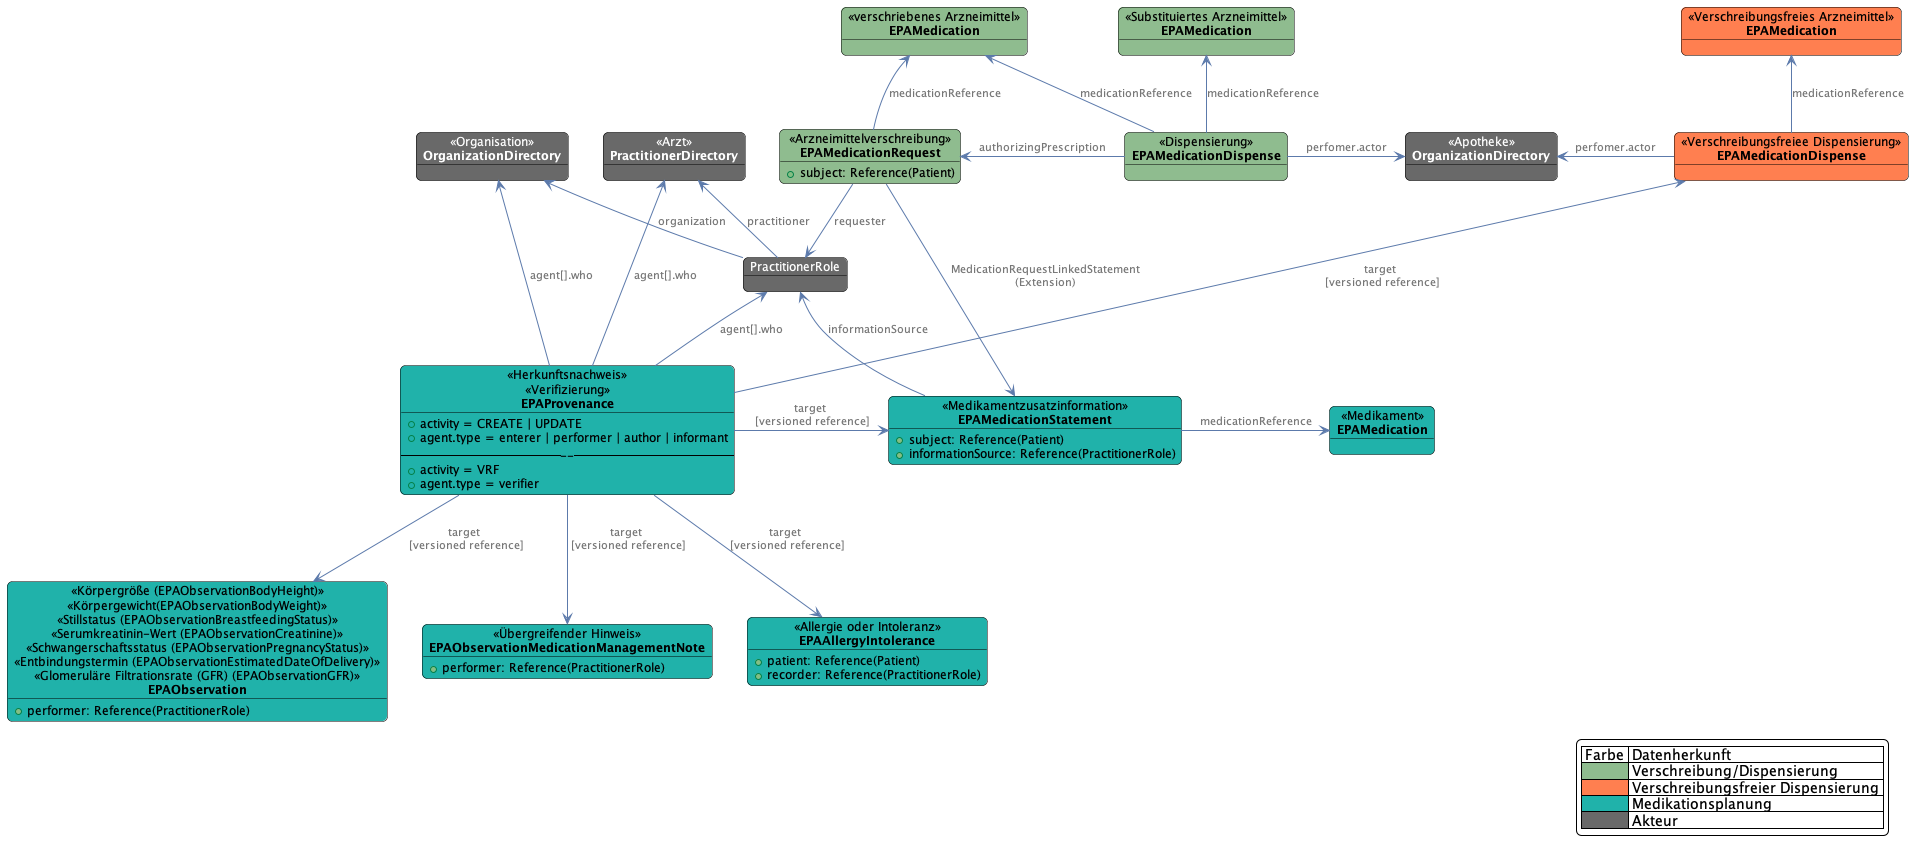 «verschriebenes Arzneimittel»
EPAMedication
«Substituiertes Arzneimittel»
EPAMedication
«Verschreibungsfreies Arzneimittel»
EPAMedication
medicationReference
medicationReference
medicationReference
medicationReference
«Organisation»
OrganizationDirectory
«Arzt»
PractitionerDirectory
«Arzneimittelverschreibung»
EPAMedicationRequest
subject: Reference(Patient)
authorizingPrescription
«Dispensierung»
EPAMedicationDispense
perfomer.actor
«Apotheke»
OrganizationDirectory
perfomer.actor
«Verschreibungsfreiee Dispensierung»
EPAMedicationDispense
organization
practitioner
requester
agent[].who
agent[].who
PractitionerRole
MedicationRequestLinkedStatement
(Extension)
target
[versioned reference]
agent[].who
informationSource
«Herkunftsnachweis»
«Verifizierung»
EPAProvenance
activity = CREATE | UPDATE
agent.type = enterer | performer | author | informant
--
activity = VRF
agent.type = verifier
target
[versioned reference]
«Medikamentzusatzinformation»
EPAMedicationStatement
subject: Reference(Patient)
informationSource: Reference(PractitionerRole)
medicationReference
«Medikament»
EPAMedication
target
[versioned reference]
target
[versioned reference]
target
[versioned reference]
«Körpergröße (EPAObservationBodyHeight)»
«Körpergewicht(EPAObservationBodyWeight)»
«Stillstatus (EPAObservationBreastfeedingStatus)»
«Serumkreatinin-Wert (EPAObservationCreatinine)»
«Schwangerschaftsstatus (EPAObservationPregnancyStatus)»
«Entbindungstermin (EPAObservationEstimatedDateOfDelivery)»
«Glomeruläre Filtrationsrate (GFR) (EPAObservationGFR)»
EPAObservation
performer: Reference(PractitionerRole)
«Übergreifender Hinweis»
EPAObservationMedicationManagementNote
performer: Reference(PractitionerRole)
«Allergie oder Intoleranz»
EPAAllergyIntolerance
patient: Reference(Patient)
recorder: Reference(PractitionerRole)
Farbe Datenherkunft
Verschreibung/Dispensierung
Verschreibungsfreier Dispensierung
Medikationsplanung
Akteur